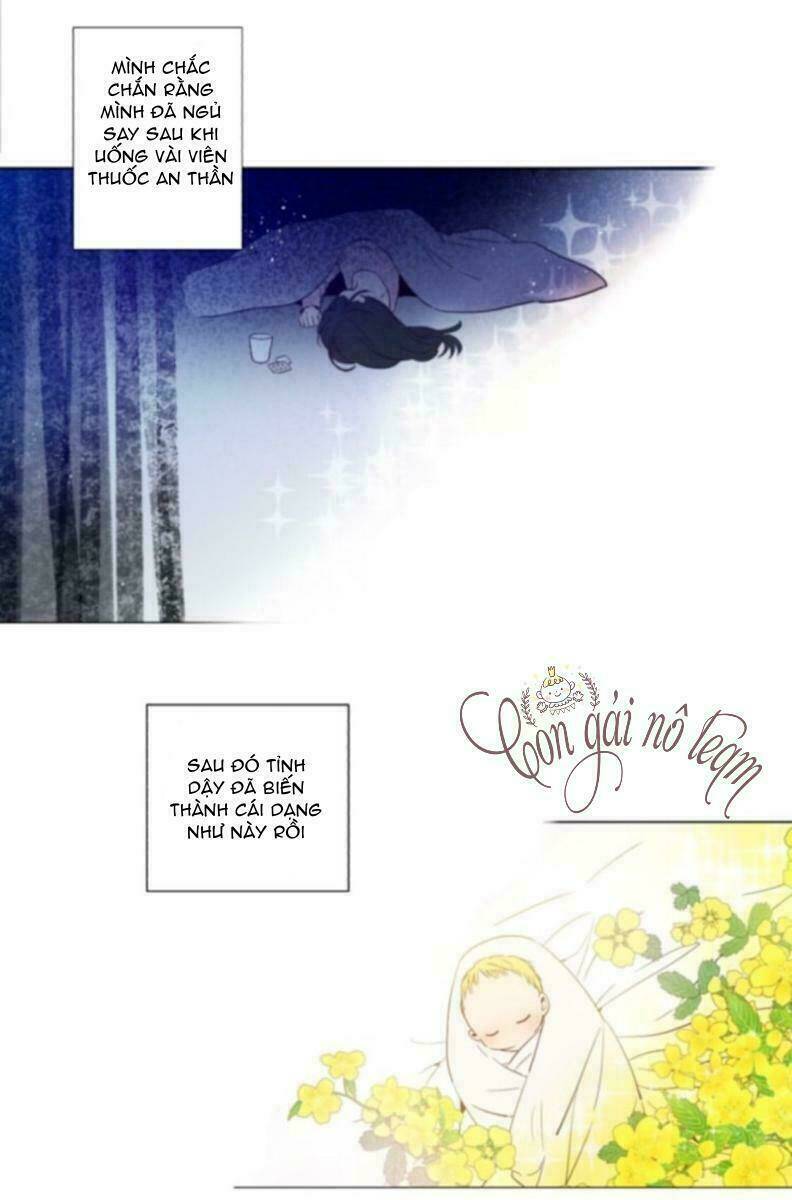 MÌNH CHẮC
CHẮN RẰNG
MÌNH ĐÃ NGỦ
SAY SAU KHI
UỐNG VÀI VIÊN
THUỐC AN THẦN
Con gái nô team
SAU ĐÓ TỈNH
DẬY ĐÃ BIẾN
THÀNH CÁI DẠNG
NHƯ NÀY RỒI